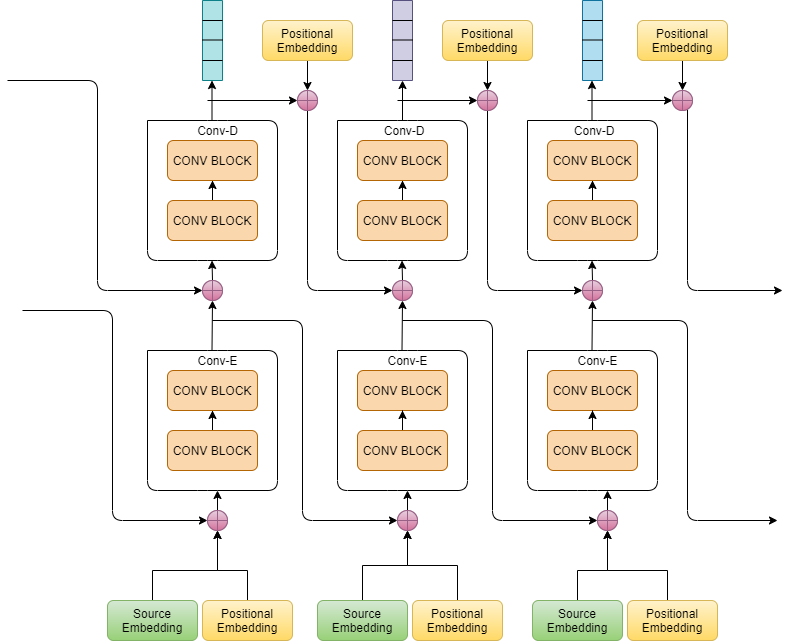 Positional
Embedding
Positional
Embedding
Positional
Embedding
Conv-D
Conv-D
Conv-D
CONV BLOCK
CONV BLOCK
CONV BLOCK
CONV BLOCK
CONV BLOCK
CONV BLOCK
Conv-E
Conv-E
Conv-E
CONV BLOCK
CONV BLOCK
CONV BLOCK
CONV BLOCK
CONV BLOCK
CONV BLOCK
Source
Embedding
Positional
Embedding
Source
Embedding
Positional
Embedding
Source
Embedding
Positional
Embedding